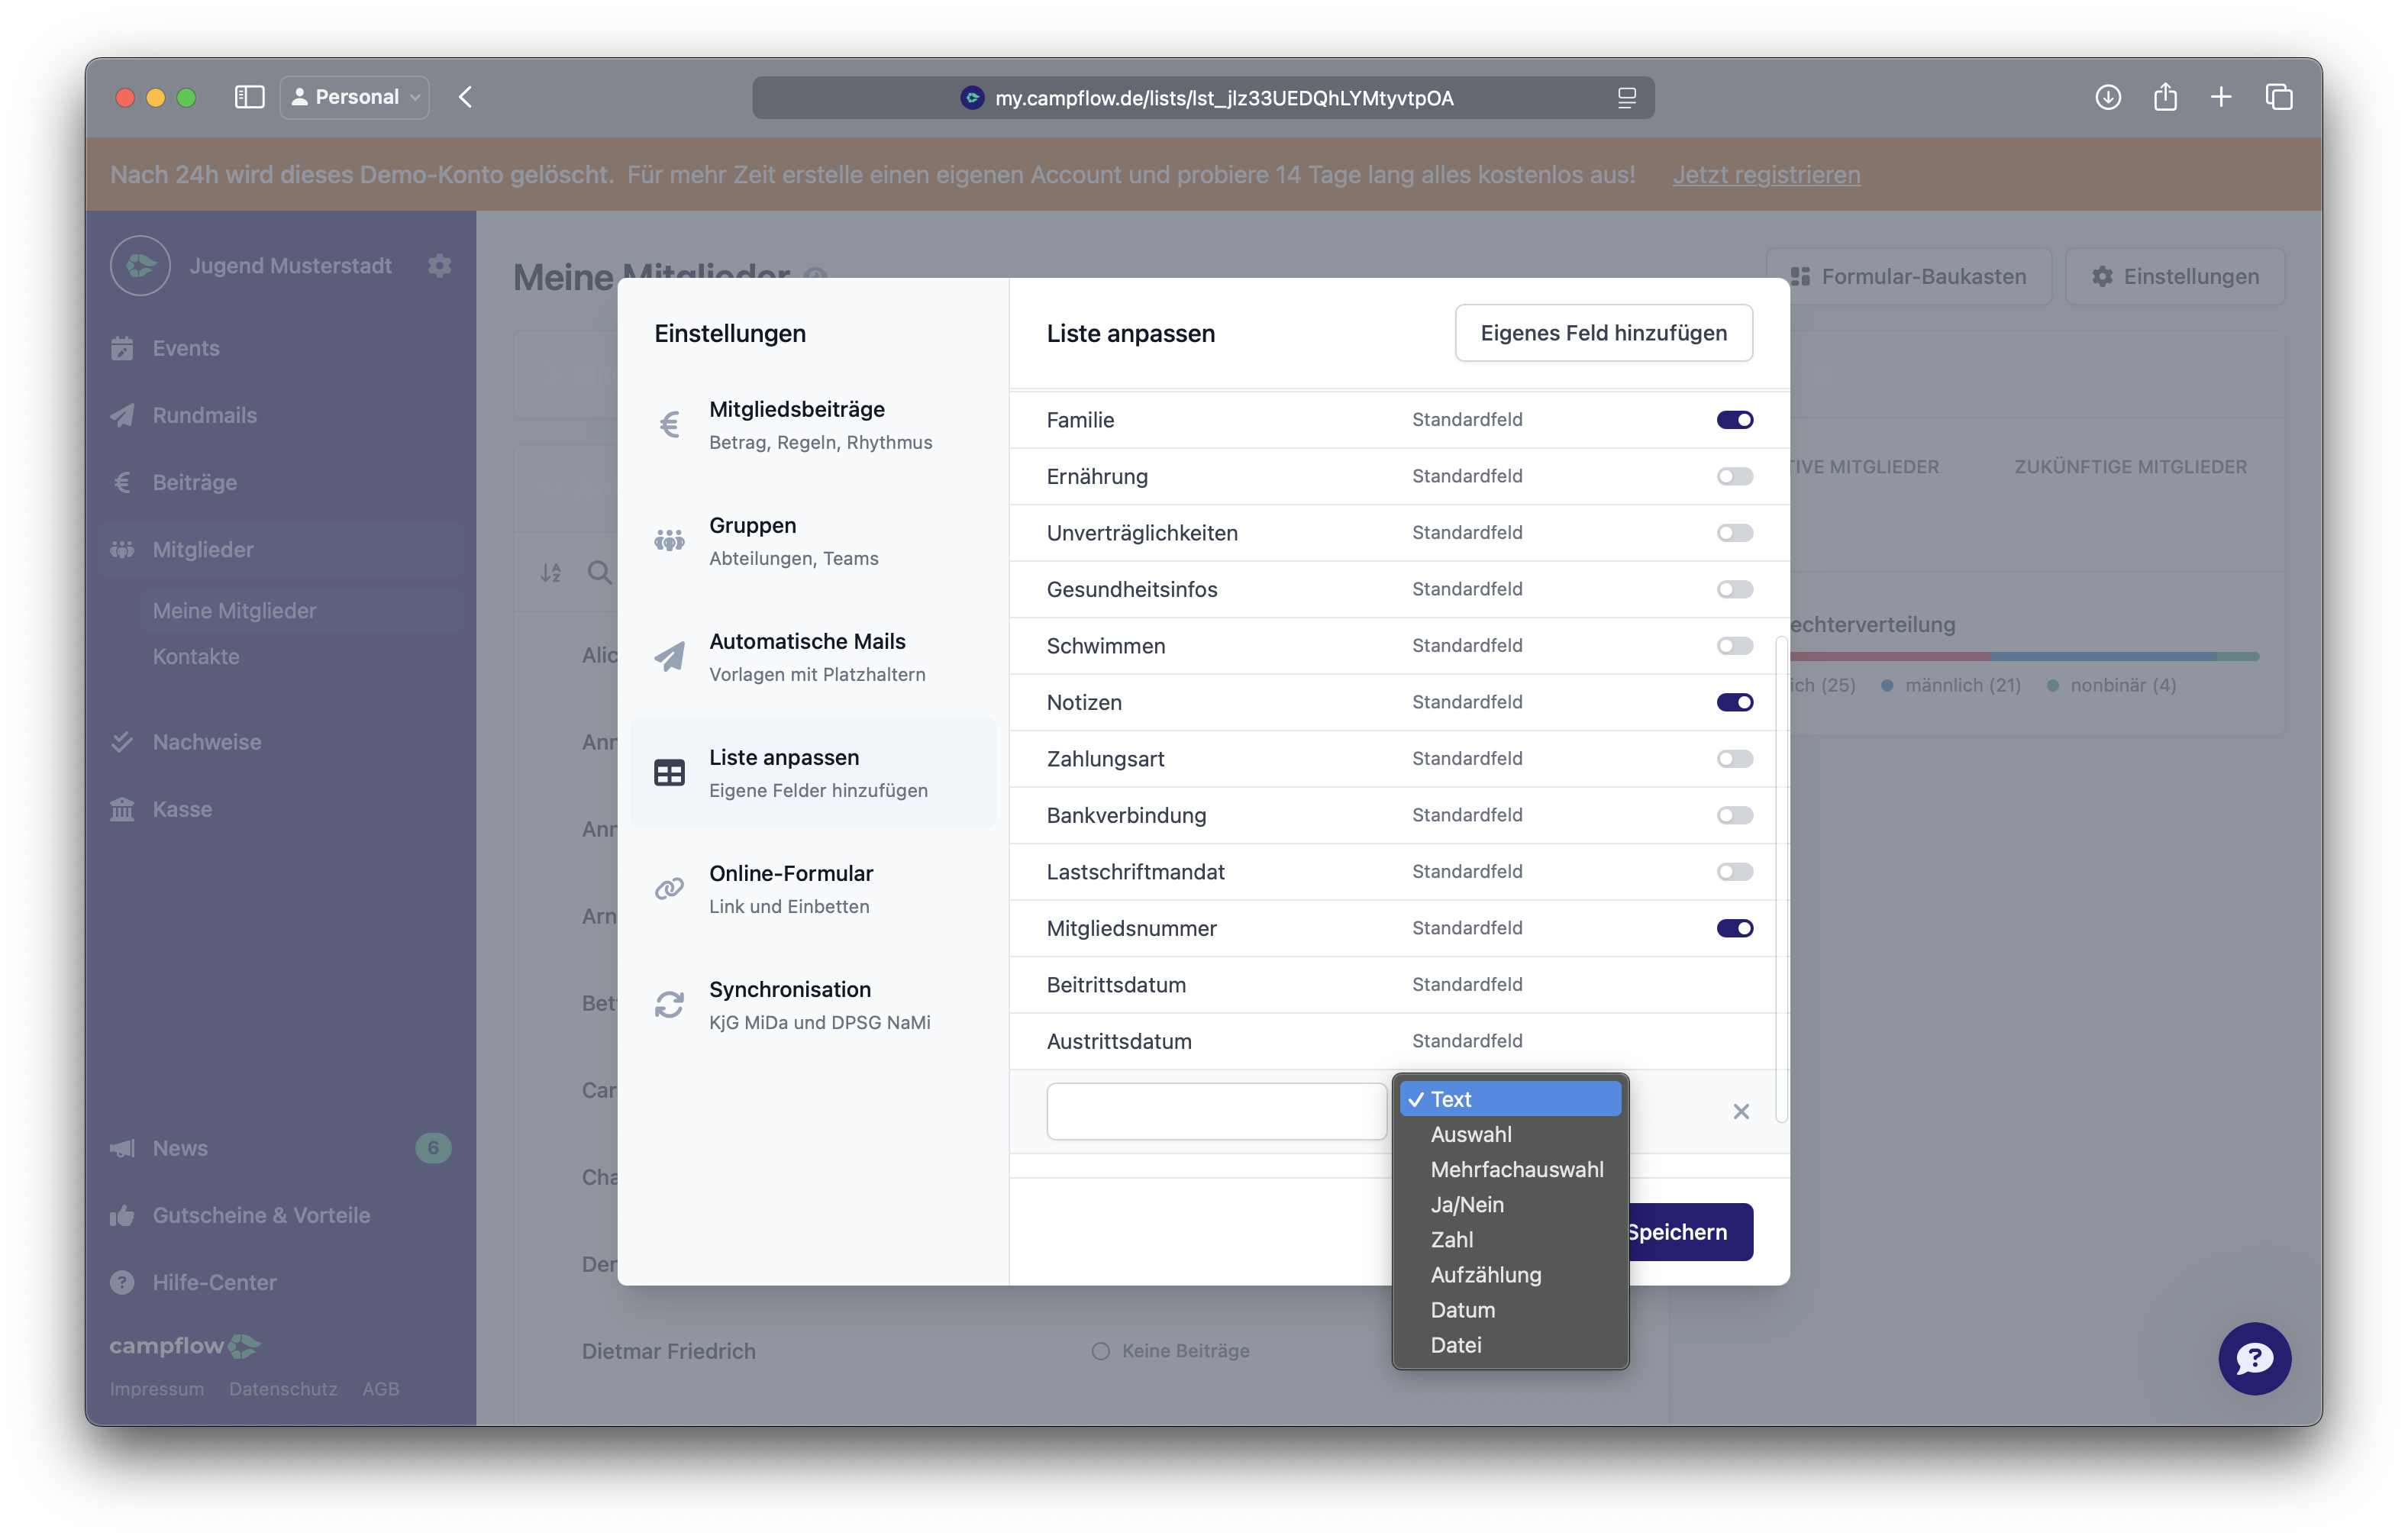 Personal
my.campflow.de/lists/lst_jlz33UEDQhLYMtyvtpOA
Nach 24h wird dieses Demo-Konto gelöscht. Für mehr Zeit erstelle einen eigenen Account und probiere 14 Tage lang alles kostenlos aus! Jetzt registrieren
Jugend Musterstadt
Events
Rundmails
Beiträge
Mitglieder
Meine Mitglieder
Kontakte
Nachweise
Kasse
News 6
Gutscheine & Vorteile
Hilfe-Center
campflow
Impressum Datenschutz AGB
Meine Mitglieder
Formular-Baukasten
Einstellungen
Einstellungen
Mitgliedsbeiträge
Betrag, Regeln, Rhythmus
Gruppen
Abteilungen, Teams
Automatische Mails
Vorlagen mit Platzhaltern
Liste anpassen
Eigene Felder hinzufügen
Online-Formular
Link und Einbetten
Synchronisation
KjG MiDa und DPSG NaMi
Liste anpassen
Eigenes Feld hinzufügen
Familie Standardfeld
Ernährung Standardfeld
Unverträglichkeiten Standardfeld
Gesundheitsinfos Standardfeld
Schwimmen Standardfeld
Notizen Standardfeld
Zahlungsart Standardfeld
Bankverbindung Standardfeld
Lastschriftmandat Standardfeld
Mitgliedsnummer Standardfeld
Beitrittsdatum Standardfeld
Austrittsdatum Standardfeld
Text
Auswahl
Mehrfachauswahl
Ja/Nein
Zahl
Aufzählung
Datum
Datei
Speichern
TIVE MITGLIEDER
ZUKÜNFTIGE MITGLIEDER
echterverteilung
ich (25) männlich (21) nonbinär (4)
Alic
Anr
Anr
Arn
Bet
Car
Cha
Der
Dietmar Friedrich
Keine Beiträge